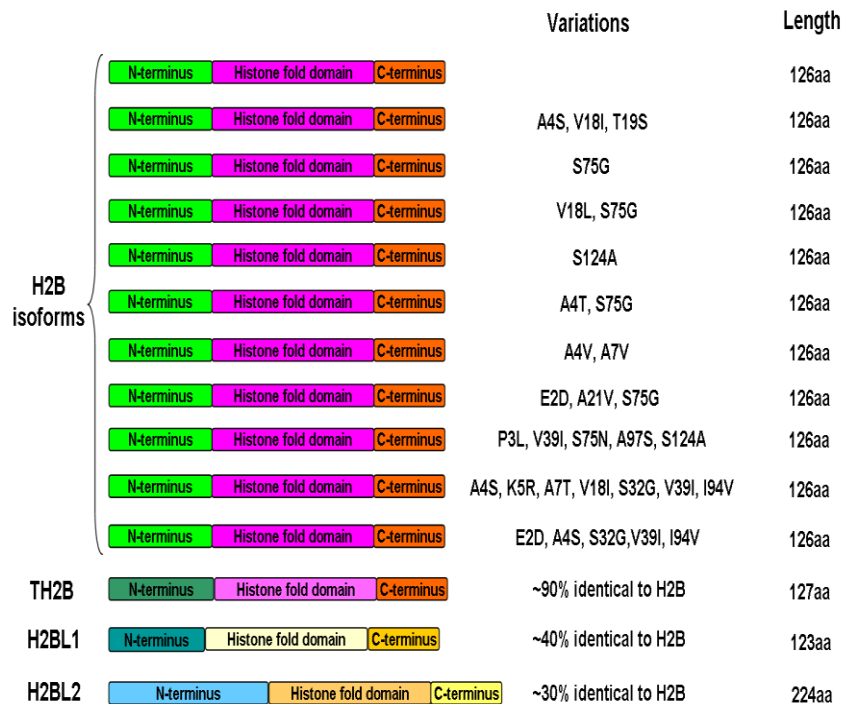 Variations Length
N-terminus Histone fold domain C-terminus 126aa
N-terminus Histone fold domain C-terminus A4S, V18I, T19S 126aa
N-terminus Histone fold domain C-terminus S75G 126aa
N-terminus Histone fold domain C-terminus V18L, S75G 126aa
N-terminus Histone fold domain C-terminus S124A 126aa
H2B isoforms
N-terminus Histone fold domain C-terminus A4T, S75G 126aa
N-terminus Histone fold domain C-terminus A4V, A7V 126aa
N-terminus Histone fold domain C-terminus E2D, A21V, S75G 126aa
N-terminus Histone fold domain C-terminus P3L, V39I, S75N, A97S, S124A 126aa
N-terminus Histone fold domain C-terminus A4S, K5R, A7T, V18I, S32G, V39I, I94V 126aa
N-terminus Histone fold domain C-terminus E2D, A4S, S32G,V39I, I94V 126aa
TH2B N-terminus Histone fold domain C-terminus ~90% identical to H2B 127aa
H2BL1 N-terminus Histone fold domain C-terminus ~40% identical to H2B 123aa
H2BL2 N-terminus Histone fold domain C-terminus ~30% identical to H2B 224aa